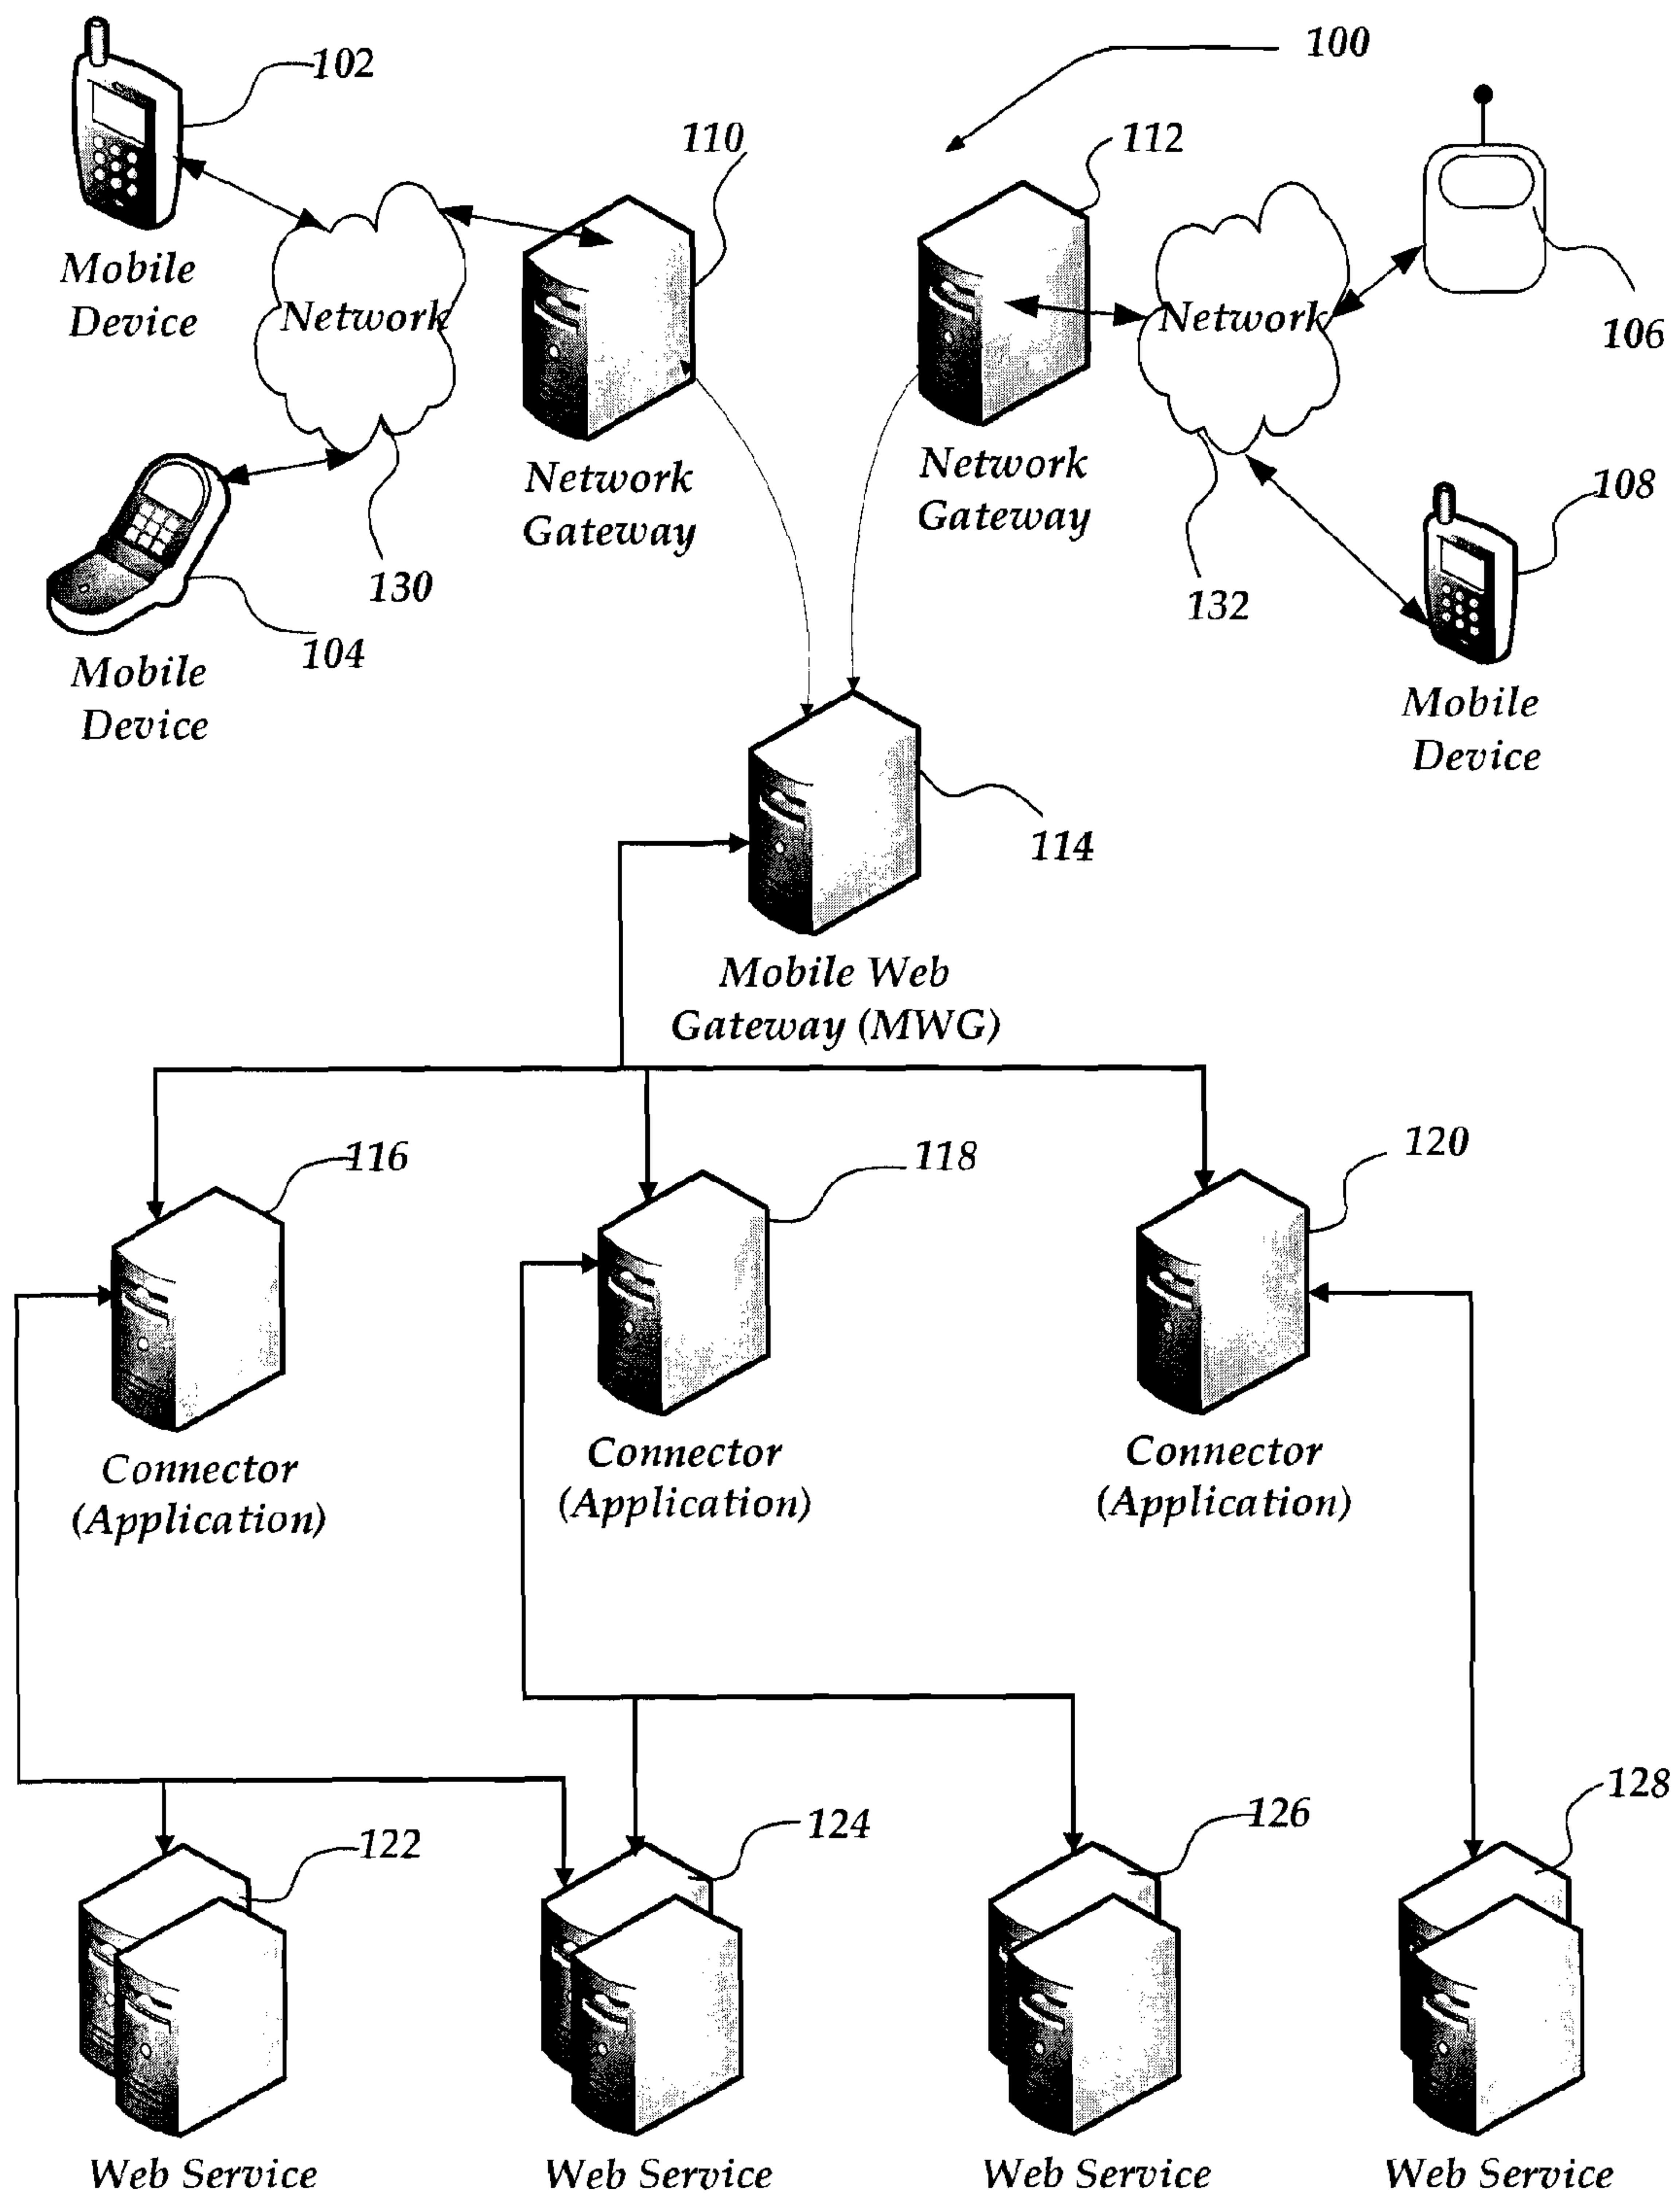 102
100
110
112
Mobile
Device
Network
Network
106
Network
Gateway
Network
Gateway
108
130
132
104
Mobile
Device
Mobile
Device
114
Mobile Web
Gateway (MWG)
116
118
120
Connector
(Application)
Connector
(Application)
Connector
(Application)
122
124
126
128
Web Service
Web Service
Web Service
Web Service